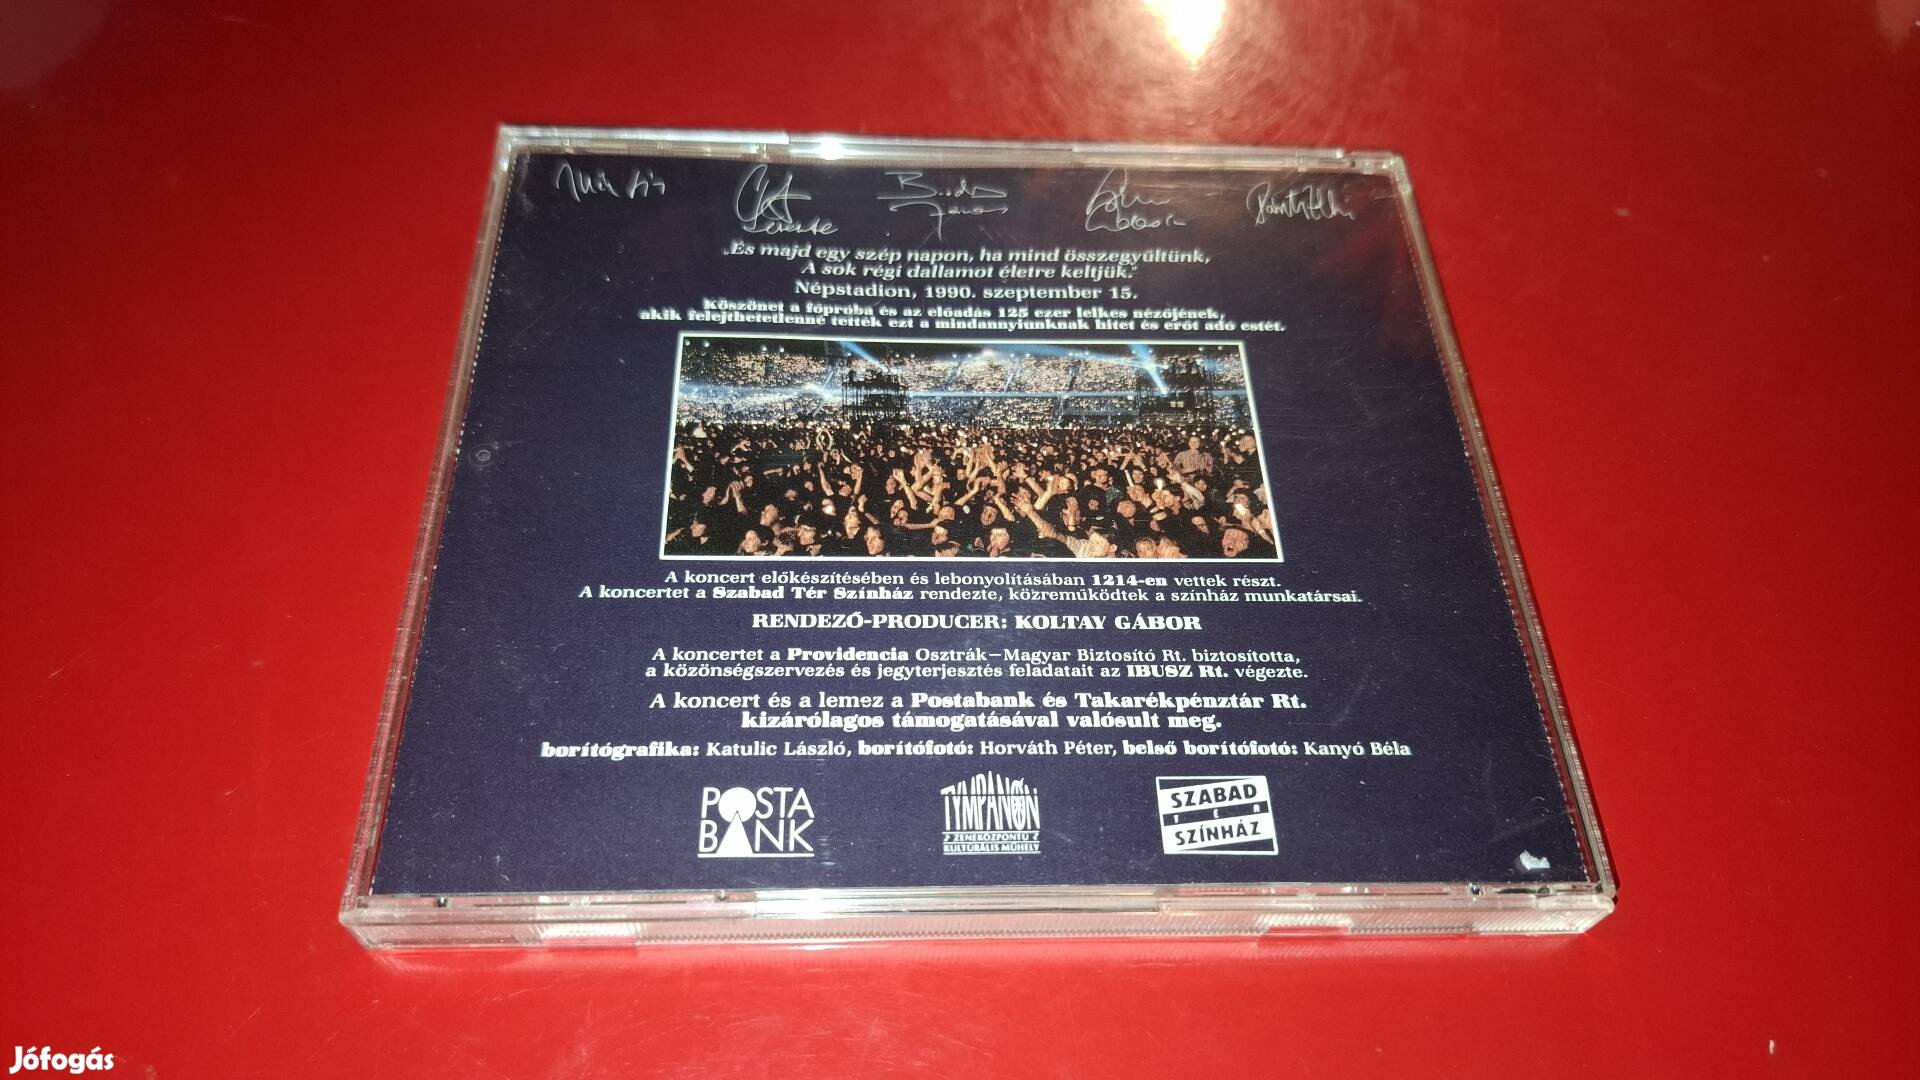 „És majd egy szép napon, ha mind összegyűltünk,
A sok régi dallamot életre keltjük."
Népstadion, 1990. szeptember 15.
Köszönet a főpróba és az előadás 125 ezer lelkes nézőjének,
akik felejthetetlenné tették ezt a mindannyiunknak hitet és erőt adó estét.
A koncert előkészítésében és lebonyolításában 1214-en vettek részt.
A koncertet a Szabad Tér Színház rendezte, közreműködtek a színház munkatársai.
RENDEZŐ-PRODUCER: KOLTAY GÁBOR
A koncertet a Providencia Osztrák–Magyar Biztosító Rt. biztosította,
a közönségszervezés és jegyterjesztés feladatait az IBUSZ Rt. végezte.
A koncert és a lemez a Postabank és Takarékpénztár Rt.
kizárólagos támogatásával valósult meg.
borítógrafika: Katulic László, borítófotó: Horváth Péter, belső borítófotó: Kanyó Béla
POSTA
BANK
TYMPANON
ZENEKÖZPONTÚ
KULTÚRÁLIS MŰHELY
SZABAD
TÉR
SZÍNHÁZ
Jófogás